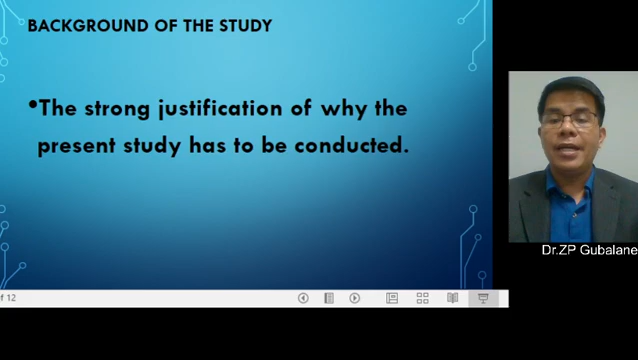 BACKGROUND OF THE STUDY
•The strong justification of why the
present study has to be conducted.
Dr.ZP Gubalane
of 12